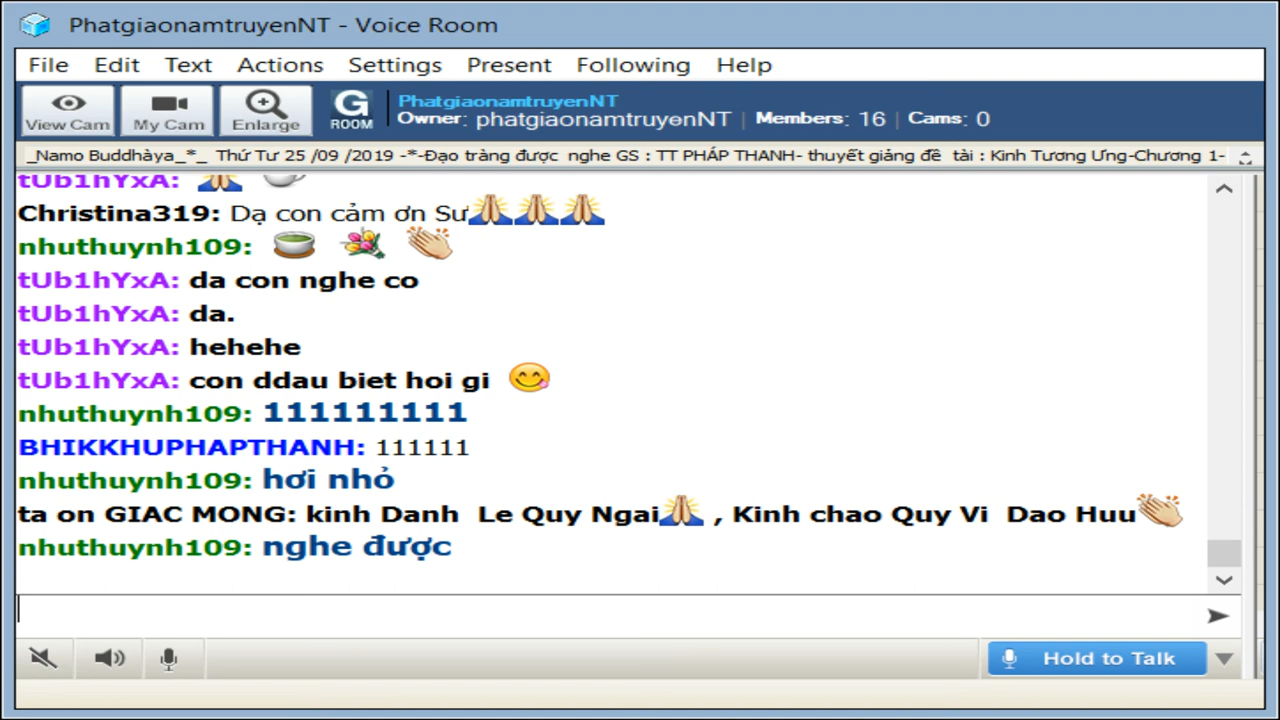 PhatgiaonamtruyenNT - Voice Room
File Edit Text Actions Settings Present Following Help
View Cam My Cam Enlarge G ROOM
PhatgiaonamtruyenNT
Owner: phatgiaonamtruyenNT | Members: 16 | Cams: 0
_Namo Buddhàya_*_ Thứ Tư 25 /09 /2019 -*-Đạo tràng được nghe GS : TT PHÁP THANH- thuyết giảng đề tài : Kinh Tương Ưng-Chương 1-
tUb1hYxA:
Christina319: Dạ con cảm ơn Sư
nhuthuynh109:
tUb1hYxA: da con nghe co
tUb1hYxA: da.
tUb1hYxA: hehehe
tUb1hYxA: con ddau biet hoi gi
nhuthuynh109: 111111111
BHIKKHUPHAPTHANH: 111111
nhuthuynh109: hơi nhỏ
ta on GIAC MONG: kinh Danh Le Quy Ngai , Kinh chao Quy Vi Dao Huu
nhuthuynh109: nghe được
Hold to Talk